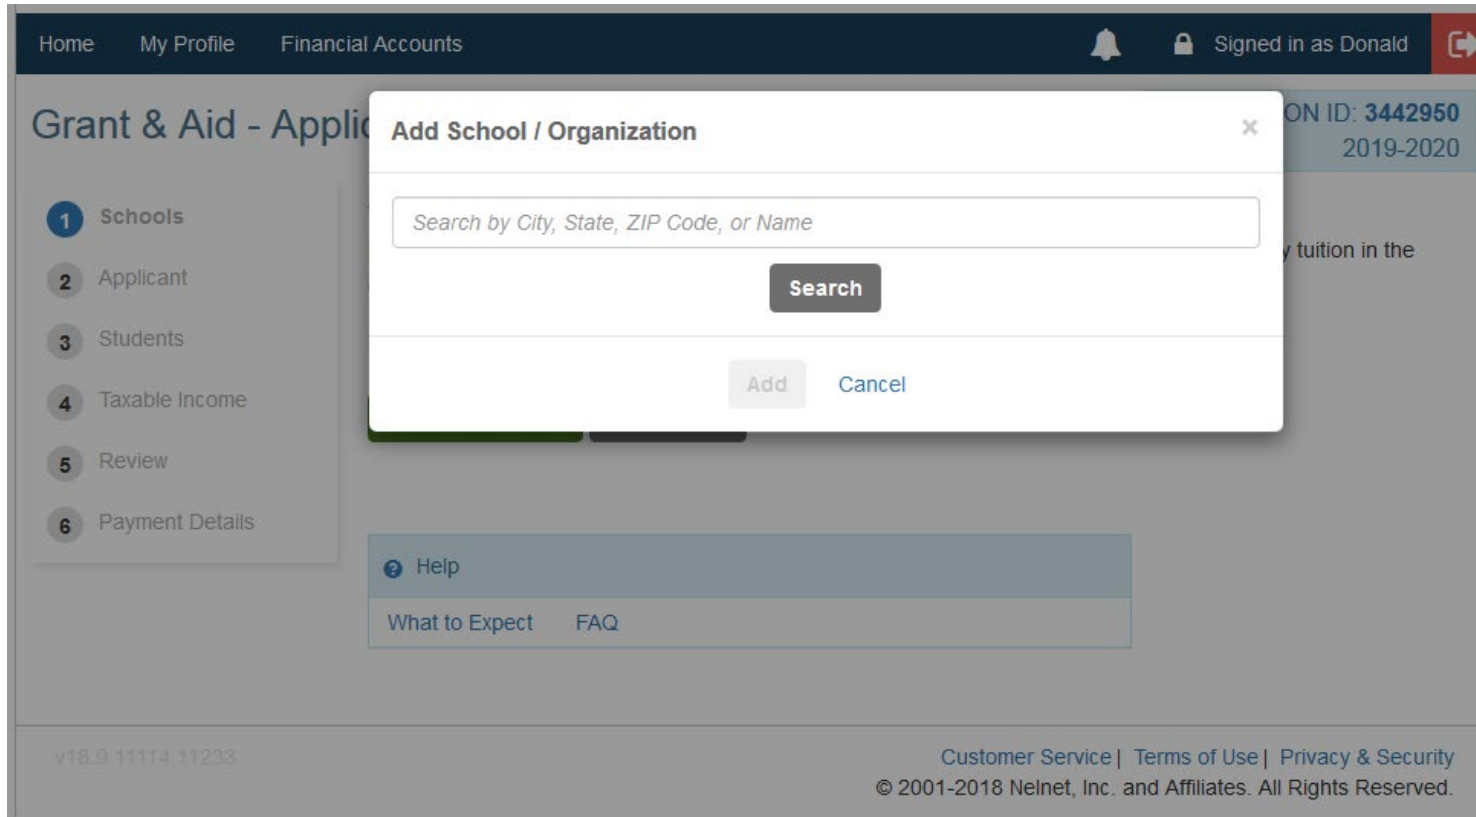 Home My Profile Financial Accounts Signed in as Donald
Grant & Aid - Applic
ON ID: 3442950
2019-2020
Add School / Organization ×
Search by City, State, ZIP Code, or Name
Search
Add Cancel
y tuition in the
1 Schools
2 Applicant
3 Students
4 Taxable Income
5 Review
6 Payment Details
Help
What to Expect FAQ
v18.9.11114.11233
Customer Service | Terms of Use | Privacy & Security
© 2001-2018 Nelnet, Inc. and Affiliates. All Rights Reserved.